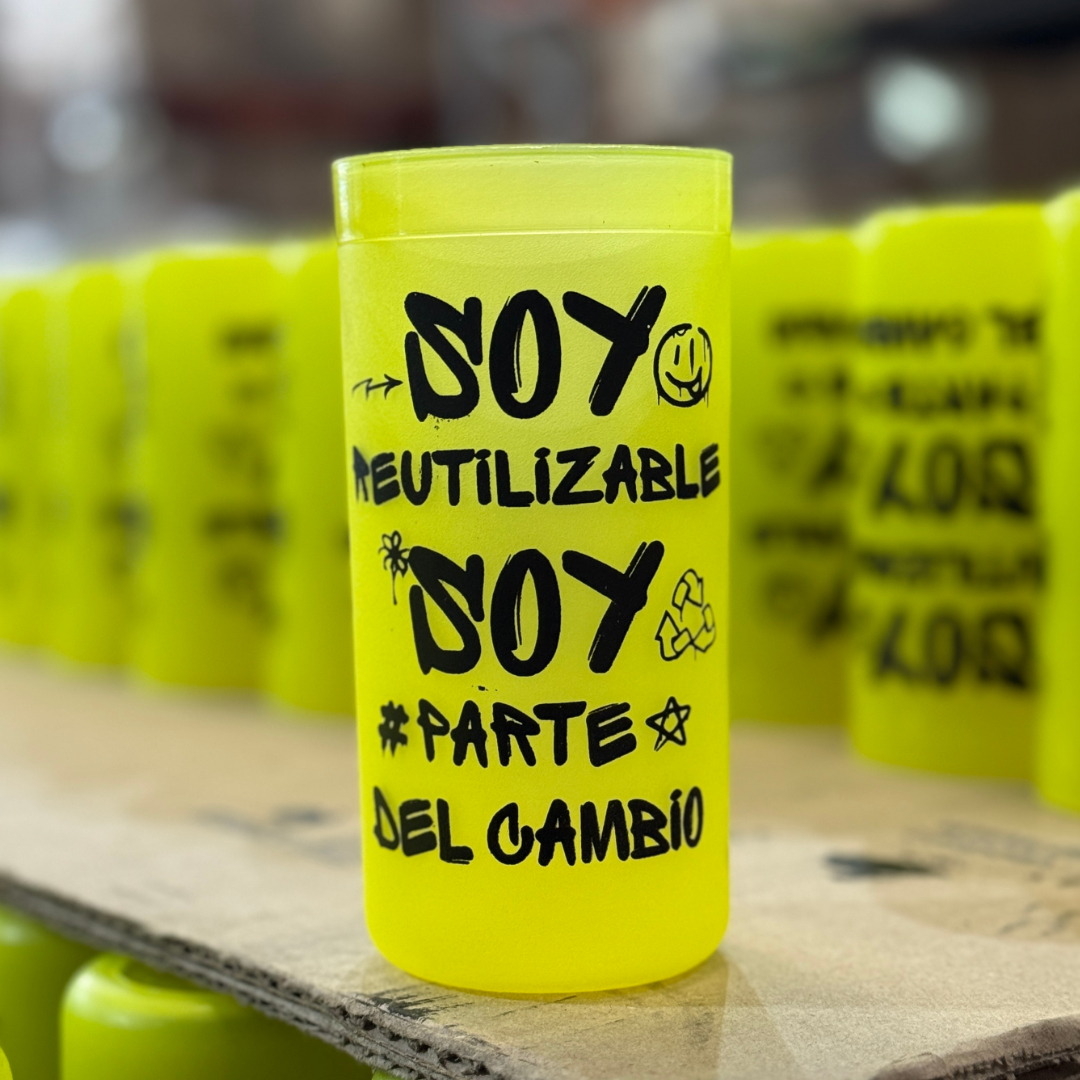 SOY
REUTILIZABLE
SOY
#PARTE
DEL CAMBIO